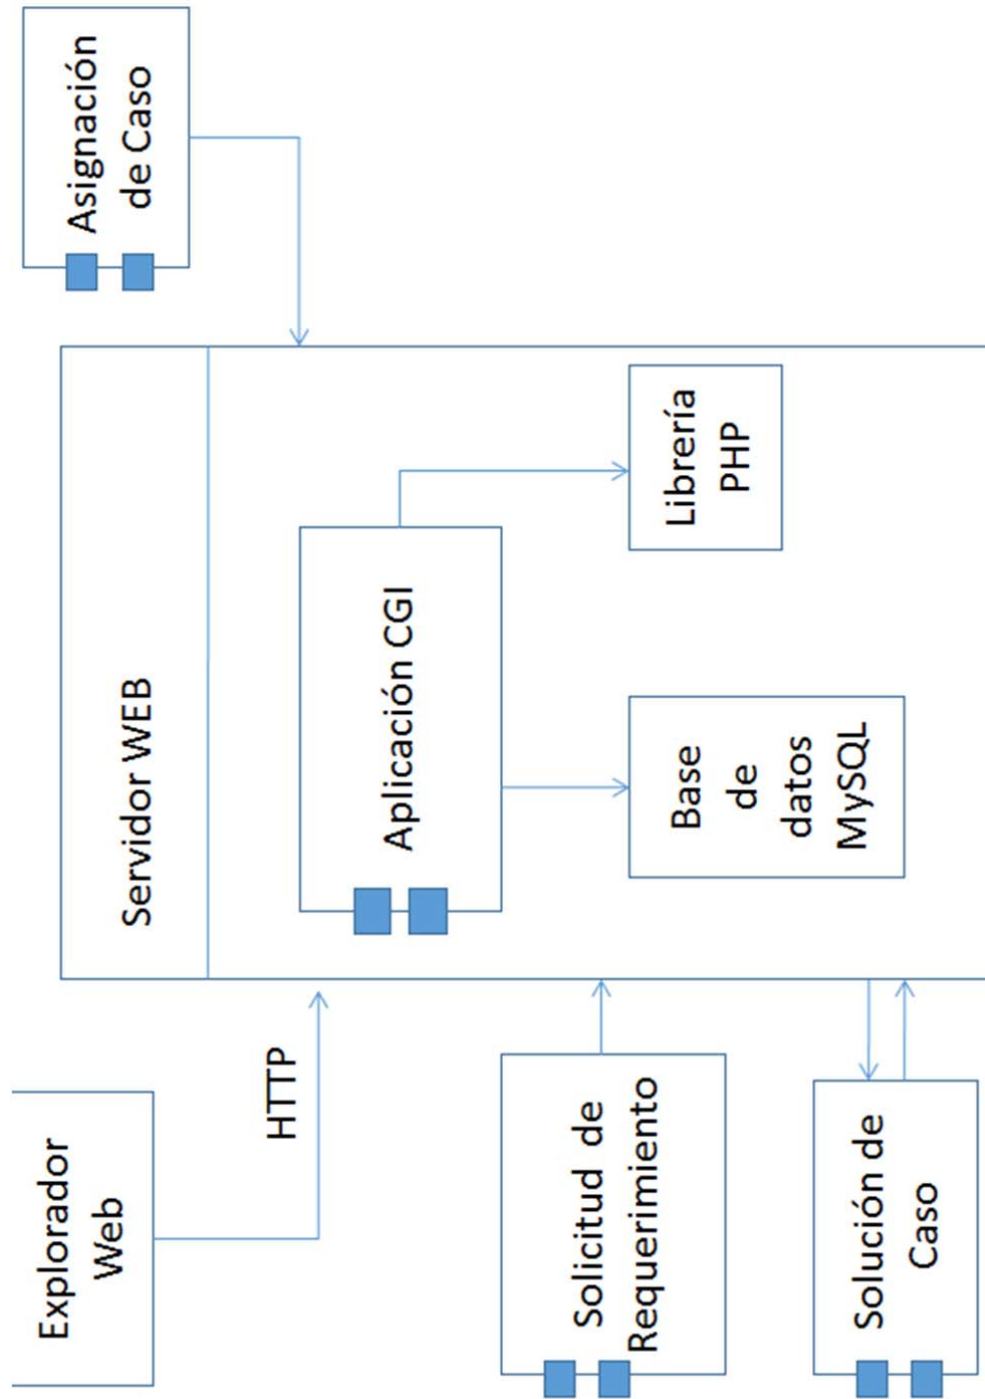 Explorador
Web
HTTP
Servidor WEB
Asignación
de Caso
Aplicación CGI
Solicitud de
Requerimiento
Base
de
datos
MySQL
Librería
PHP
Solución de
Caso